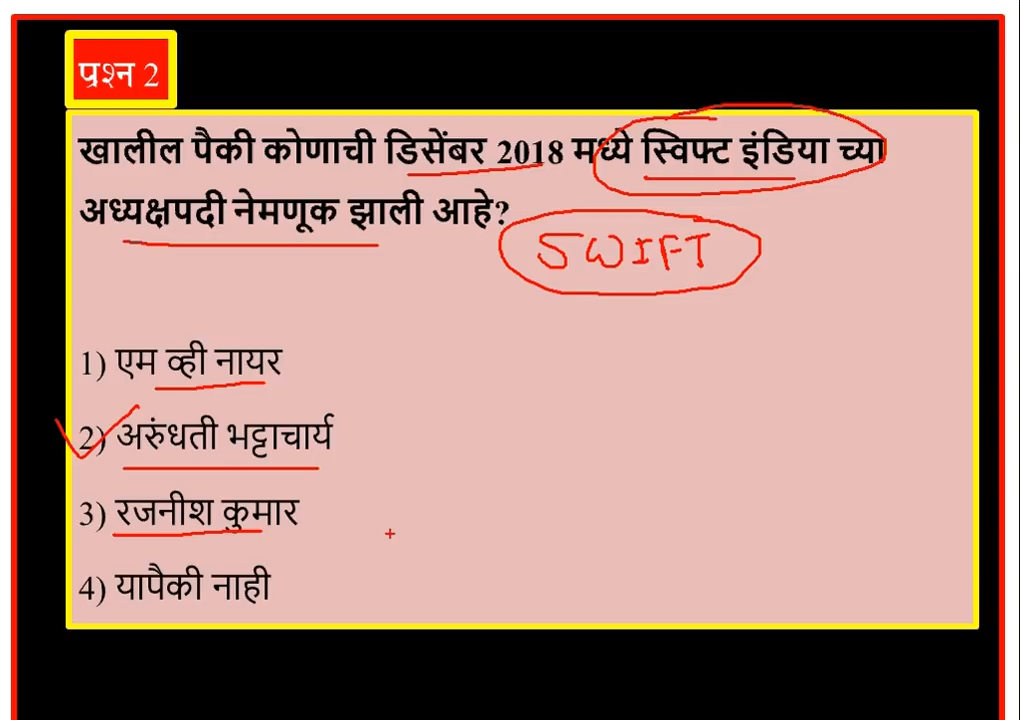 प्रश्न 2
खालील पैकी कोणाची डिसेंबर 2018 मध्ये स्विफ्ट इंडिया च्या
अध्यक्षपदी नेमणूक झाली आहे?
SWIFT
1) एम व्ही नायर
2) अरुंधती भट्टाचार्य
3) रजनीश कुमार
4) यापैकी नाही